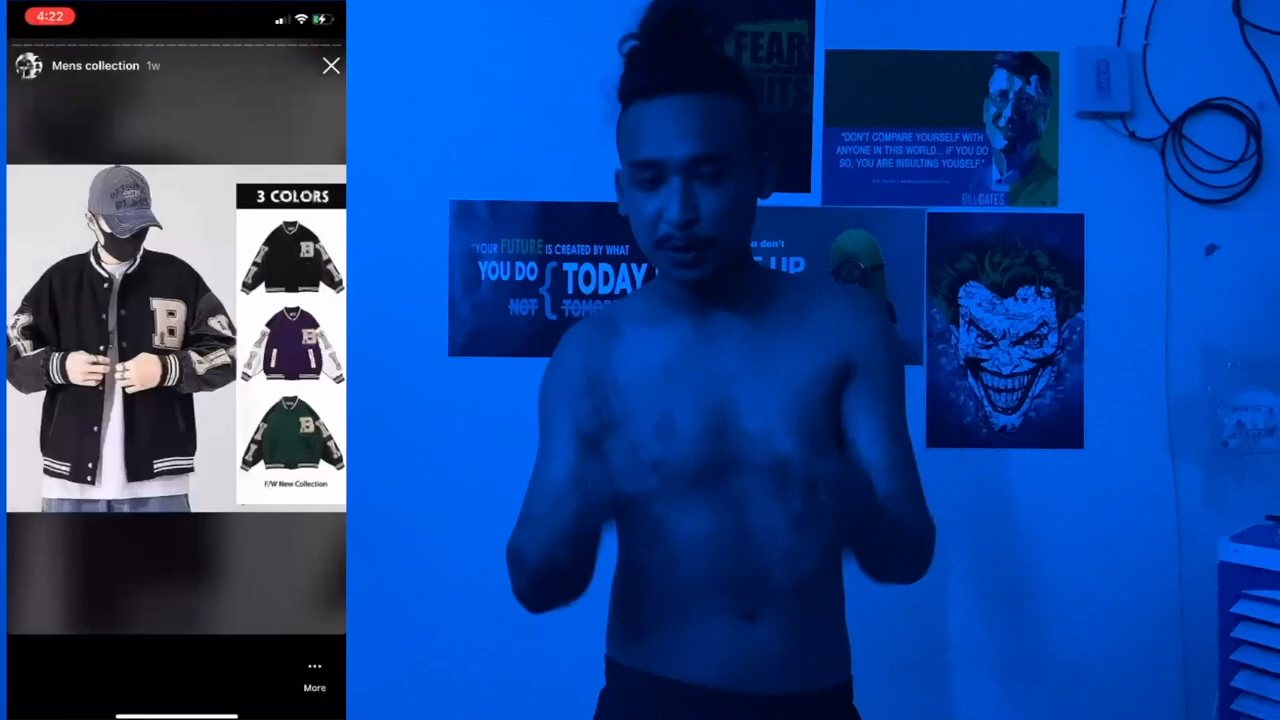 4:22
Mens collection 1w
3 COLORS
B
B
B
B
F/W New Collection
More
FEAR
"DON'T COMPARE YOURSELF WITH
ANYONE IN THIS WORLD... IF YOU DO
SO, YOU ARE INSULTING YOUSELF."
BILL GATES
"YOUR FUTURE IS CREATED BY WHAT
YOU DO { TODAY
NOT
don't
UP